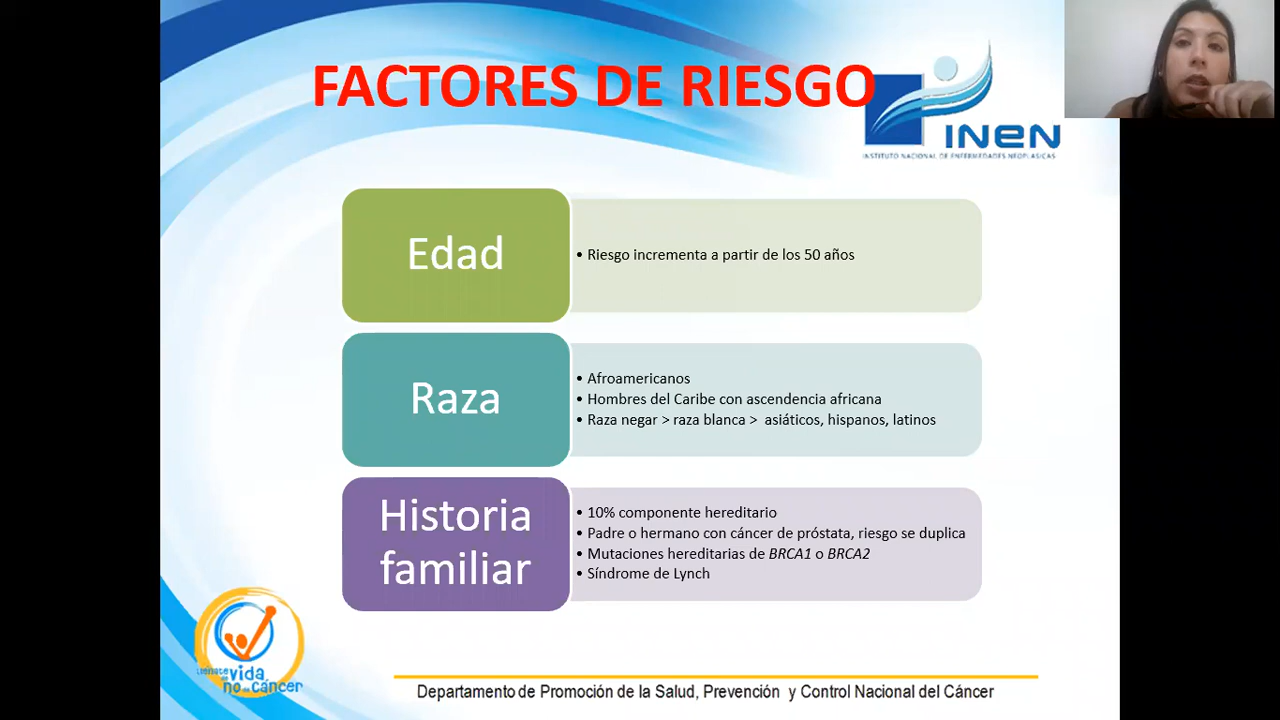 FACTORES DE RIESGO
INEN
INSTITUTO NACIONAL DE ENFERMEDADES NEOPLASICAS
Edad
• Riesgo incrementa a partir de los 50 años
Raza
• Afroamericanos
• Hombres del Caribe con ascendencia africana
• Raza negar > raza blanca > asiáticos, hispanos, latinos
Historia
familiar
• 10% componente hereditario
• Padre o hermano con cáncer de próstata, riesgo se duplica
• Mutaciones hereditarias de BRCA1 o BRCA2
• Síndrome de Lynch
vida
no cáncer
Departamento de Promoción de la Salud, Prevención y Control Nacional del Cáncer